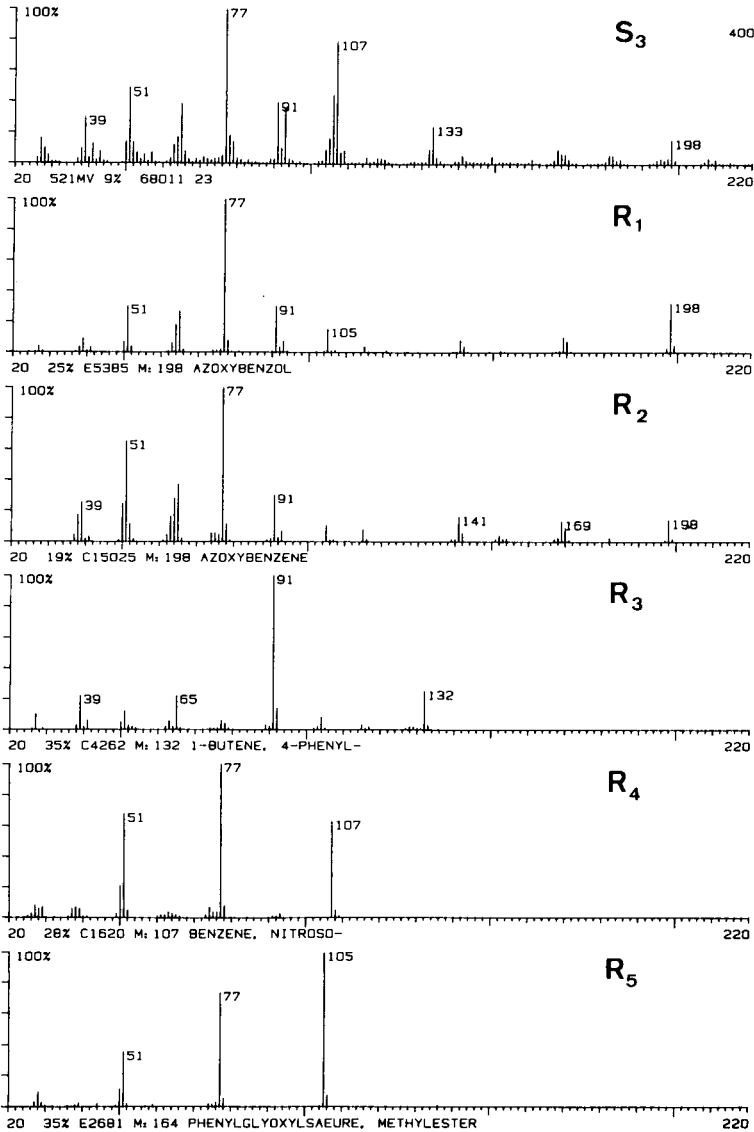 100% S3 400
77
107
51
39
91
133
198
20 521MV 9% 68011 23 220
100% R1
77
51
91
105
198
20 25% E5385 M: 198 AZOXYBENZOL 220
100% R2
77
51
39
91
141
169
198
20 19% C15025 M: 198 AZOXYBENZENE 220
100% R3
91
39
65
132
20 35% C4262 M: 132 1-BUTENE, 4-PHENYL- 220
100% R4
77
51
107
20 28% C1620 M: 107 BENZENE, NITROSO- 220
100% R5
105
77
51
20 35% E2681 M: 164 PHENYLGLYOXYLSAEURE, METHYLESTER 220